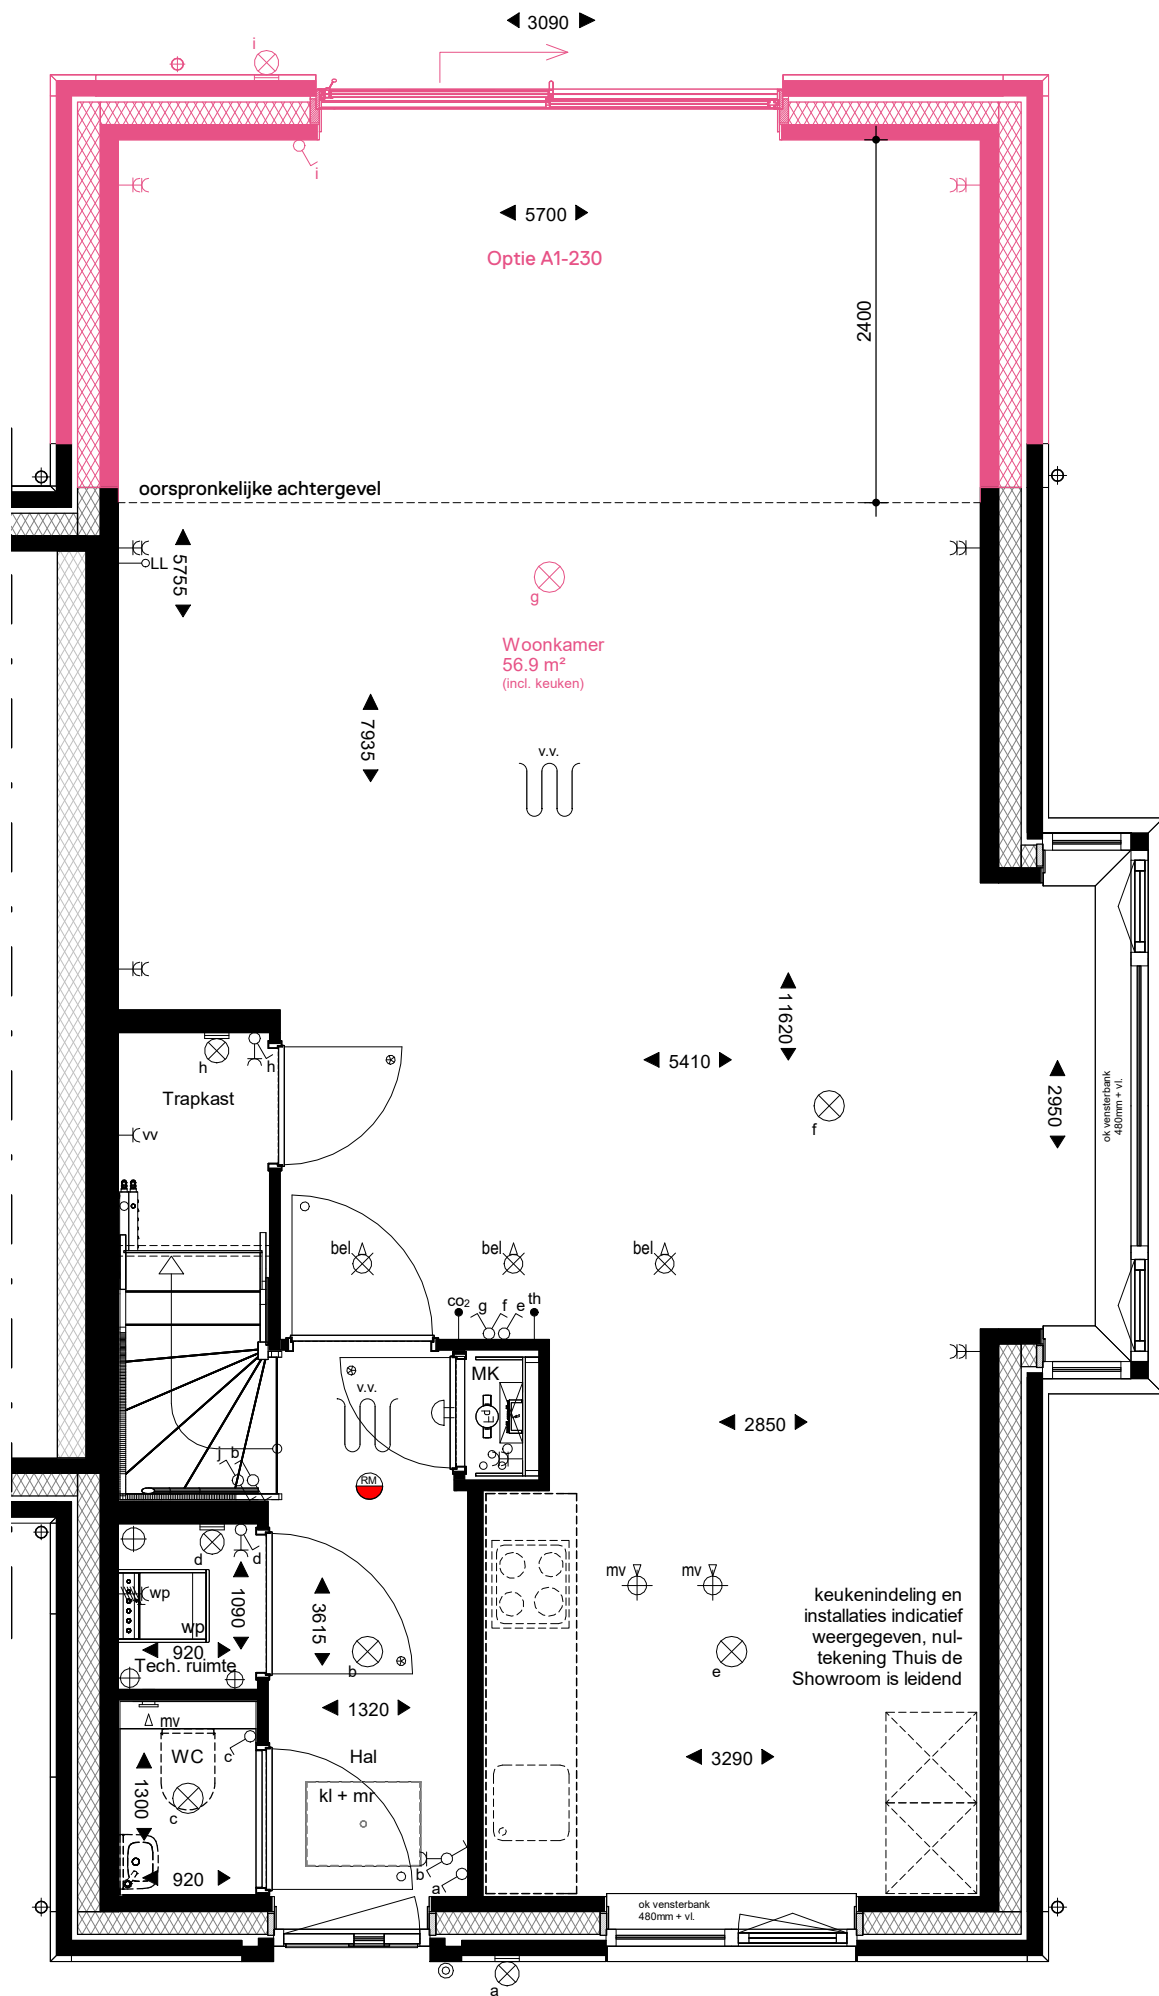 3090
i
i
5700
Optie A1-230
2400
oorspronkelijke achtergevel
LL
5755
g
Woonkamer
56.9 m²
(incl. keuken)
7935
v.v.
11620
5410
f
2950
ok vensterbank
480mm + vl.
h
h
Trapkast
vv
bel
bel
bel
co₂
g
f
e
th
MK
v.v.
2850
j
b
RM
d
d
wp
wp
1090
920
Tech. ruimte
3615
b
mv
mv
e
keukenindeling en
installaties indicatief
weergegeven, nul-
tekening Thuis de
Showroom is leidend
1320
3290
mv
WC
c
c
1300
920
Hal
kl + mr
b
a
ok vensterbank
480mm + vl.
a